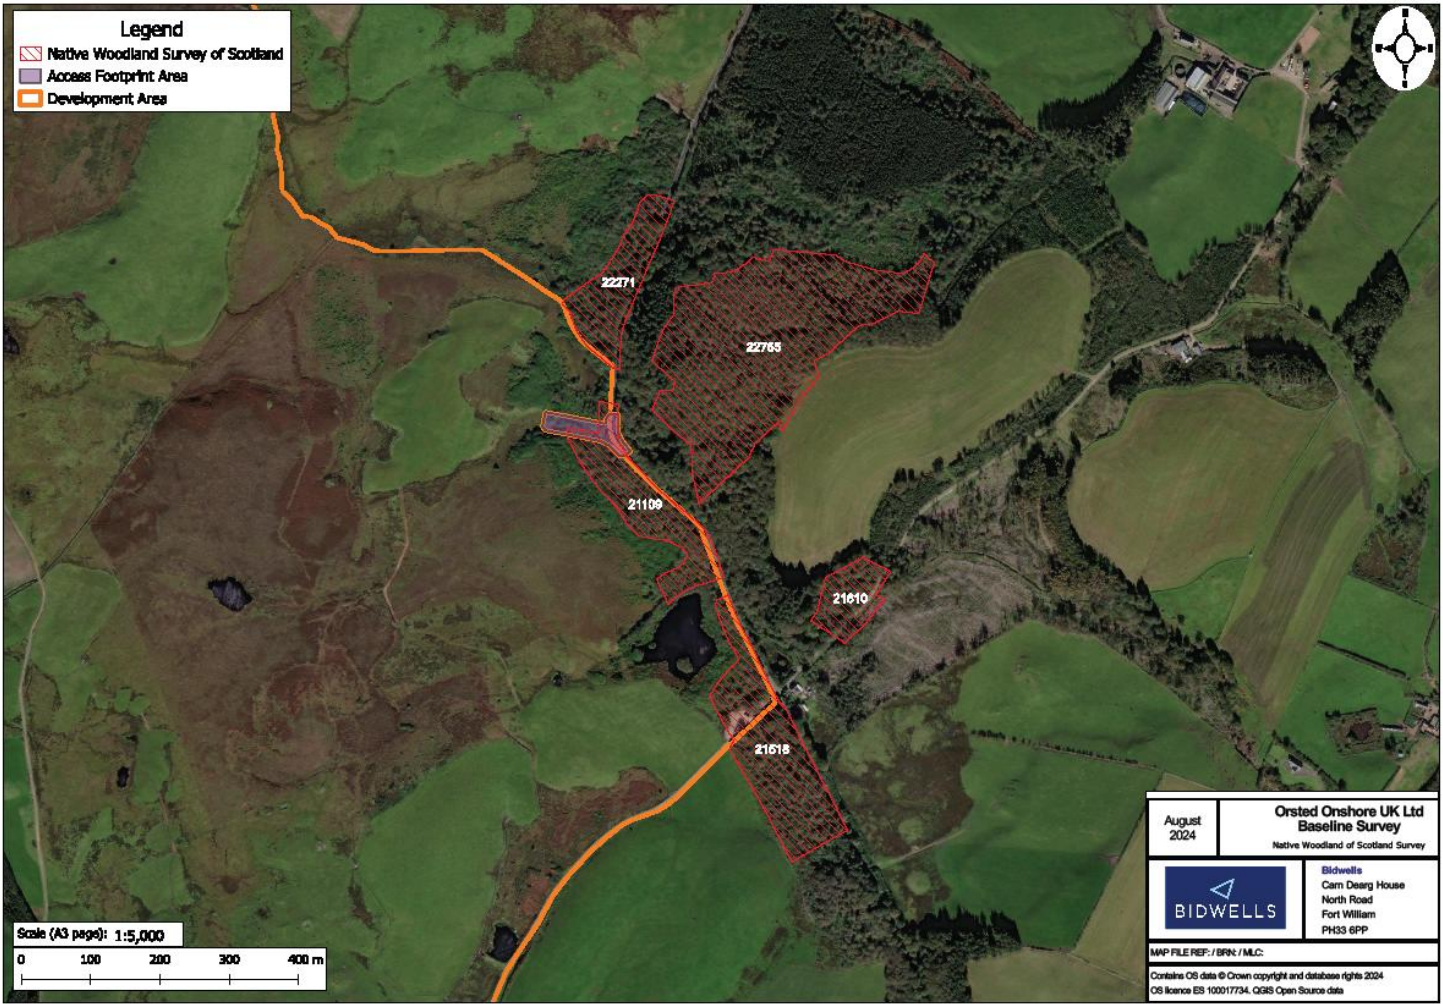 Legend
Native Woodland Survey of Scotland
Access Footprint Area
Development Area
22271
22765
21109
21610
21518
August
2024
Orsted Onshore UK Ltd
Baseline Survey
Native Woodland of Scotland Survey
BIDWELLS
Bidwells
Carn Dearg House
North Road
Fort William
PH33 6PP
MAP FILE REF: / BRN: / MLC:
Contains OS data © Crown copyright and database rights 2024
OS licence ES 100017734. QGIS Open Source data
Scale (A3 page): 1:5,000
0 100 200 300 400 m